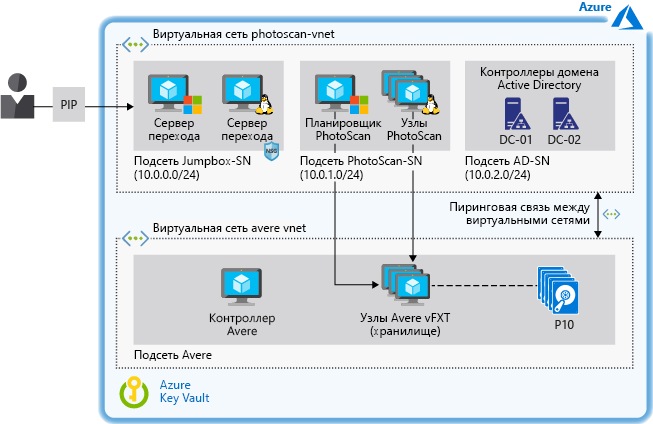 Azure
Виртуальная сеть photoscan-vnet
PIP
Сервер
перехода
Сервер
перехода
NSG
Подсеть Jumpbox-SN
(10.0.0.0/24)
Планировщик
PhotoScan
Узлы
PhotoScan
Подсеть PhotoScan-SN
(10.0.1.0/24)
Контроллеры домена
Active Directory
DC-01
DC-02
Подсеть AD-SN
(10.0.2.0/24)
Пиринговая связь между
виртуальными сетями
Виртуальная сеть avere vnet
Контроллер
Avere
Узлы Avere vFXT
(хранилище)
P10
Подсеть Avere
Azure
Key Vault